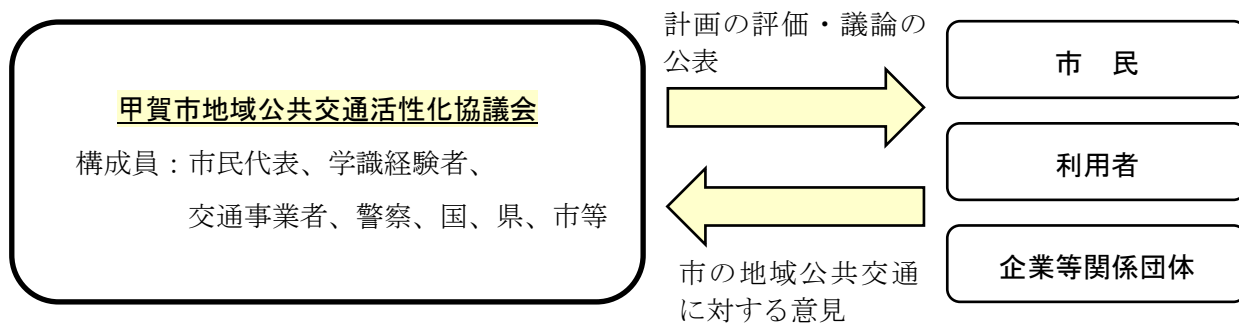 甲賀市地域公共交通活性化協議会
構成員：市民代表、学識経験者、
交通事業者、警察、国、県、市等
計画の評価・議論の
公表
市の地域公共交通
に対する意見
市　民
利用者
企業等関係団体